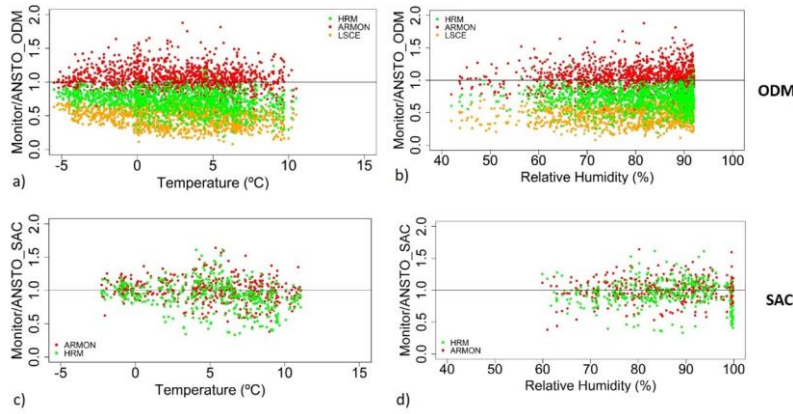 a)
Monitor/ANSTO_ODM
0.0 0.5 1.0 1.5 2.0
HRM
ARMON
LSCE
-5 0 5 10 15
Temperature (ºC)
b)
Monitor/ANSTO_ODM
0.0 0.5 1.0 1.5 2.0
HRM
ARMON
LSCE
40 50 60 70 80 90 100
Relative Humidity (%)
ODM
c)
Monitor/ANSTO_SAC
0.0 0.5 1.0 1.5 2.0
ARMON
HRM
-5 0 5 10 15
Temperature (ºC)
d)
Monitor/ANSTO_SAC
0.0 0.5 1.0 1.5 2.0
HRM
ARMON
40 50 60 70 80 90 100
Relative Humidity (%)
SAC